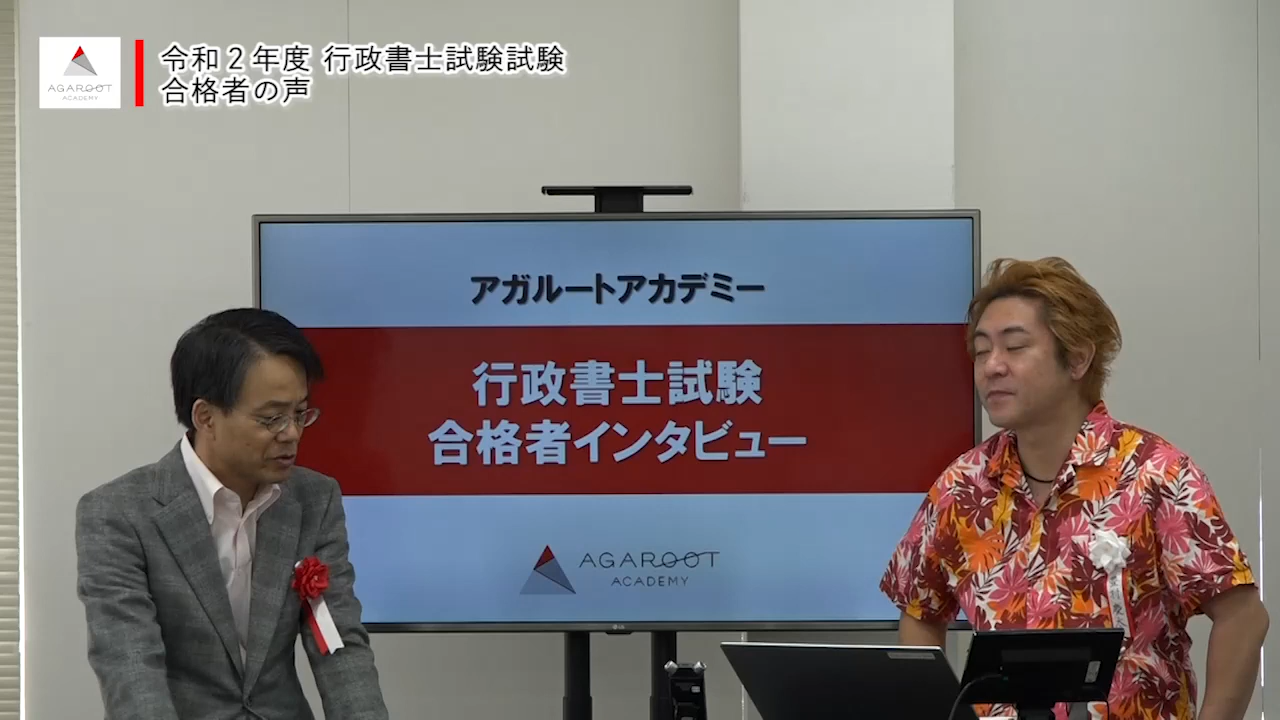 AGAROOT
ACADEMY
令和2年度 行政書士試験試験
合格者の声
アガルートアカデミー
行政書士試験
合格者インタビュー
AGAROOT
ACADEMY